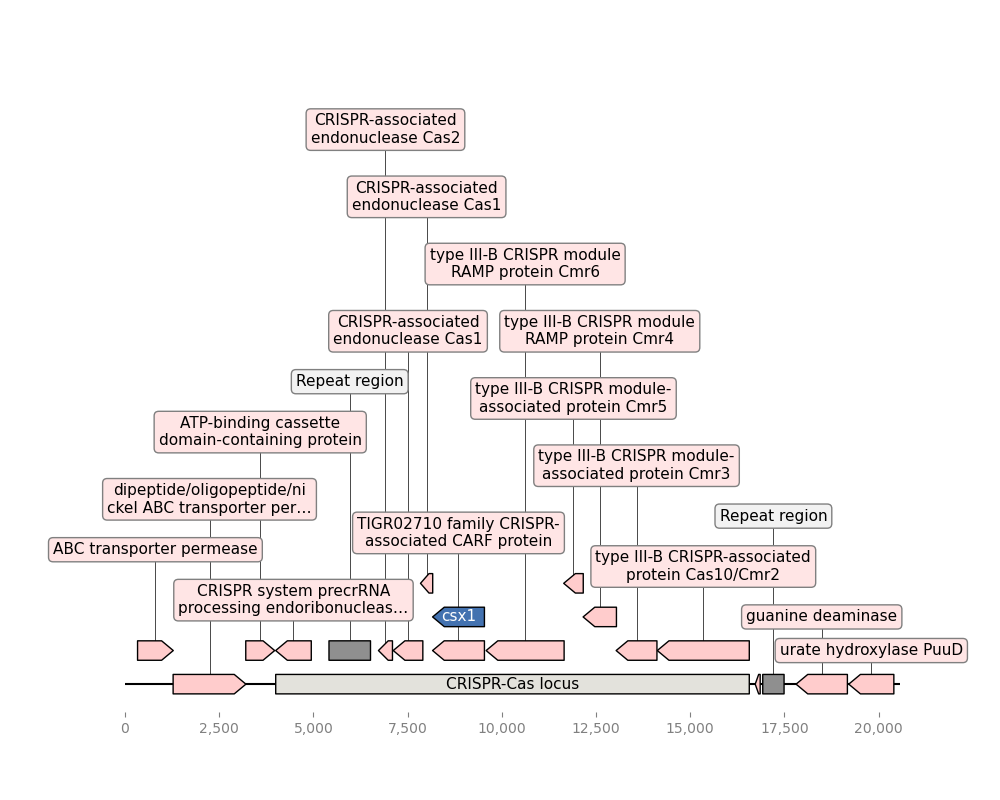 CRISPR-associated
endonuclease Cas2
CRISPR-associated
endonuclease Cas1
type III-B CRISPR module
RAMP protein Cmr6
CRISPR-associated
endonuclease Cas1
type III-B CRISPR module
RAMP protein Cmr4
Repeat region
type III-B CRISPR module-
associated protein Cmr5
ATP-binding cassette
domain-containing protein
type III-B CRISPR module-
associated protein Cmr3
dipeptide/oligopeptide/ni
ckel ABC transporter per…
Repeat region
TIGR02710 family CRISPR-
associated CARF protein
ABC transporter permease
type III-B CRISPR-associated
protein Cas10/Cmr2
CRISPR system precrRNA
processing endoribonucleas…
csx1
guanine deaminase
urate hydroxylase PuuD
CRISPR-Cas locus
0 2,500 5,000 7,500 10,000 12,500 15,000 17,500 20,000